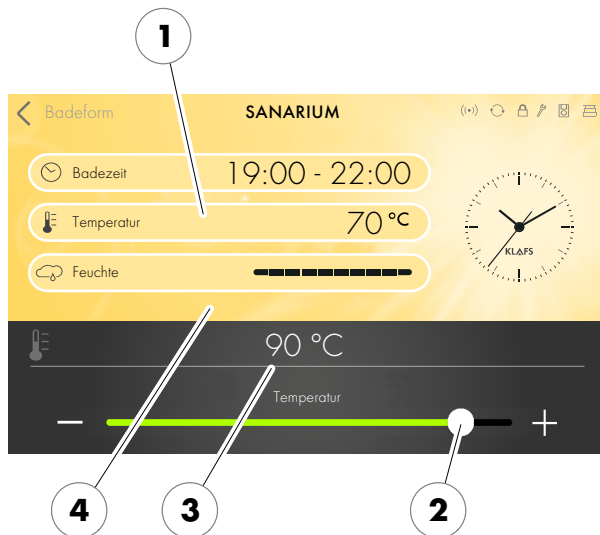 1
Badeform SANARIUM
Badezeit 19:00 - 22:00
Temperatur 70 °C
Feuchte
KLAFS
90 °C
Temperatur
− +
4 3 2